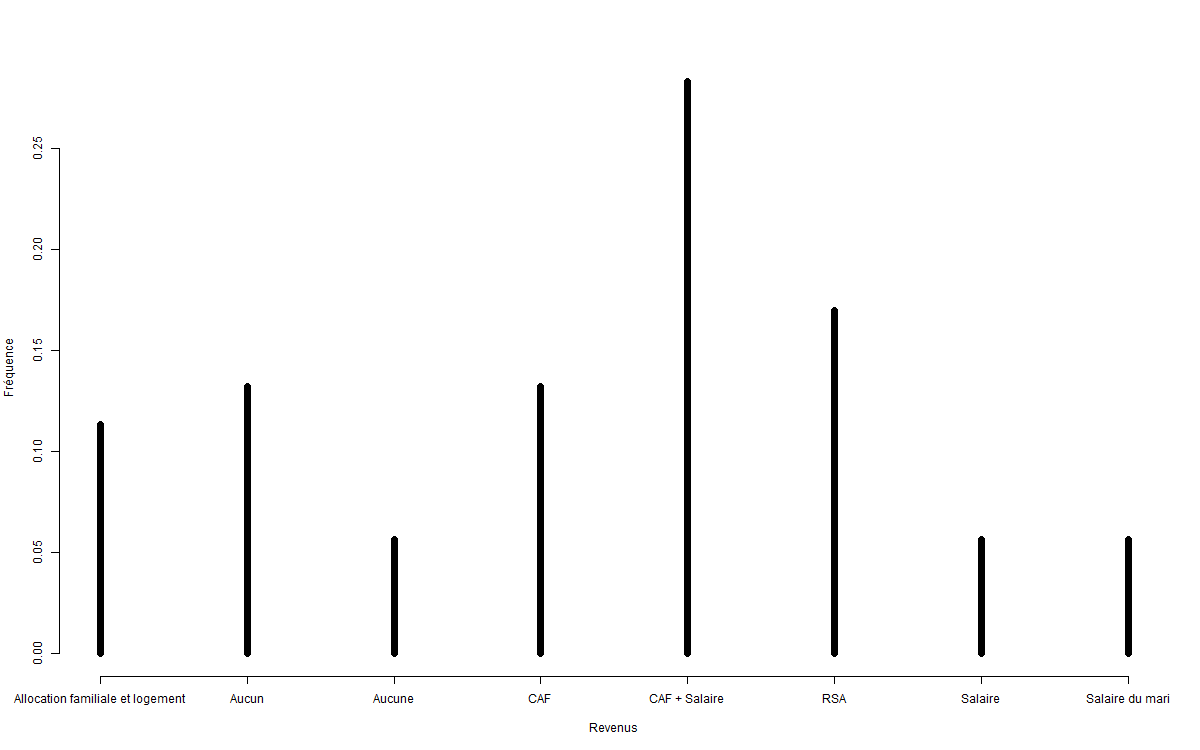 0.25
0.20
0.15
0.10
0.05
0.00
Fréquence
Allocation familiale et logement
Aucun
Aucune
CAF
CAF + Salaire
RSA
Salaire
Salaire du mari
Revenus